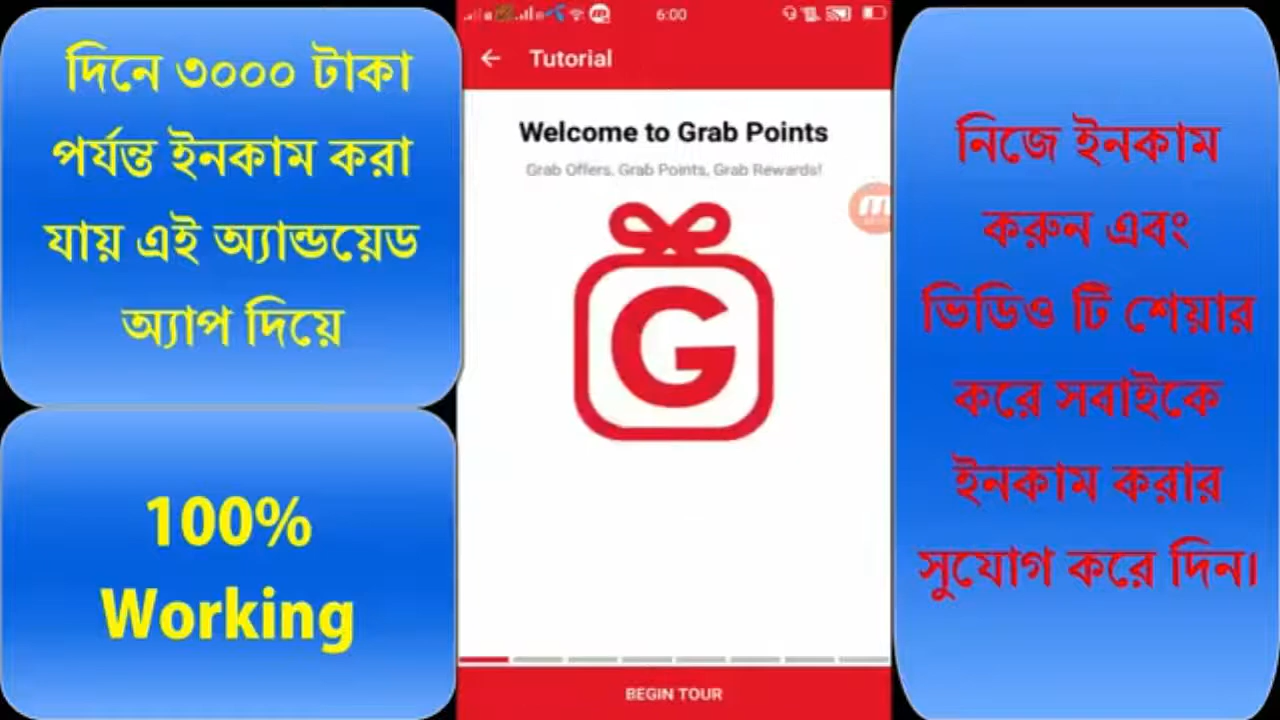 দিনে ৩০০০ টাকা
পর্যন্ত ইনকাম করা
যায় এই অ্যান্ডয়েড
অ্যাপ দিয়ে
100%
Working
6:00
Tutorial
Welcome to Grab Points
Grab Offers, Grab Points, Grab Rewards!
G
BEGIN TOUR
নিজে ইনকাম
করুন এবং
ভিডিও টি শেয়ার
করে সবাইকে
ইনকাম করার
সুযোগ করে দিন।